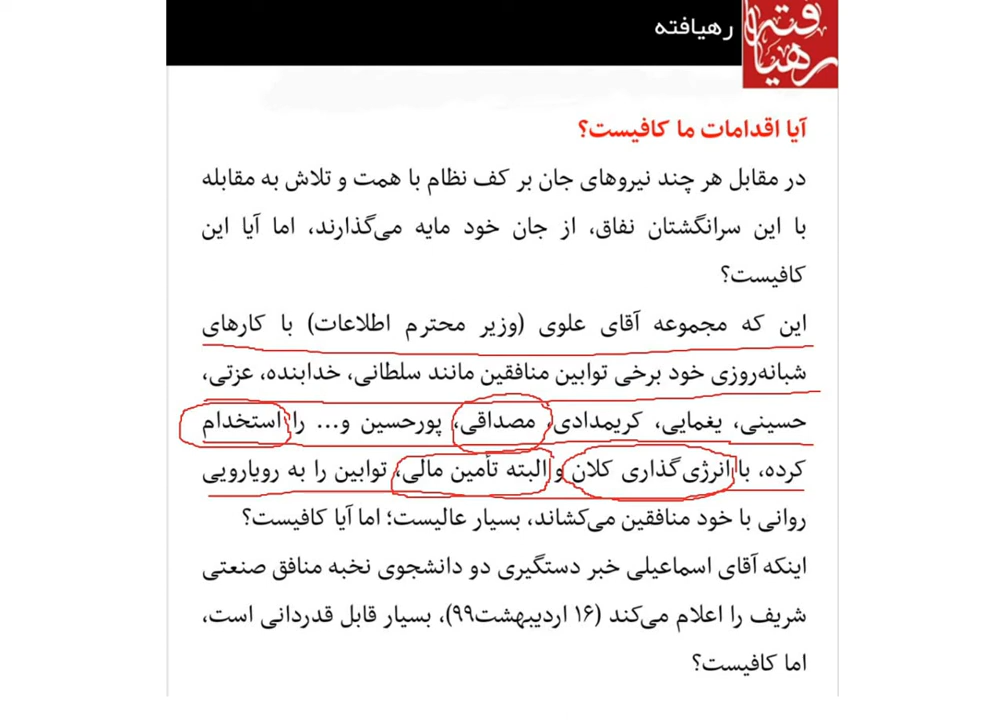 رهیافته
رهیافته
آیا اقدامات ما کافیست؟
در مقابل هر چند نیروهای جان بر کف نظام با همت و تلاش به مقابله
با این سرانگشتان نفاق، از جان خود مایه می‌گذارند، اما آیا این
کافیست؟
این که مجموعه آقای علوی (وزیر محترم اطلاعات) با کارهای
شبانه‌روزی خود برخی توابین منافقین مانند سلطانی، خدابنده، عزتی،
حسینی، یغمایی، کریمدادی، مصداقی، پورحسین و... را استخدام
کرده، با انرژی‌گذاری کلان و البته تأمین مالی، توابین را به رویارویی
روانی با خود منافقین می‌کشاند، بسیار عالیست؛ اما آیا کافیست؟
اینکه آقای اسماعیلی خبر دستگیری دو دانشجوی نخبه منافق صنعتی
شریف را اعلام می‌کند (۱۶ اردیبهشت۹۹)، بسیار قابل قدردانی است،
اما کافیست؟